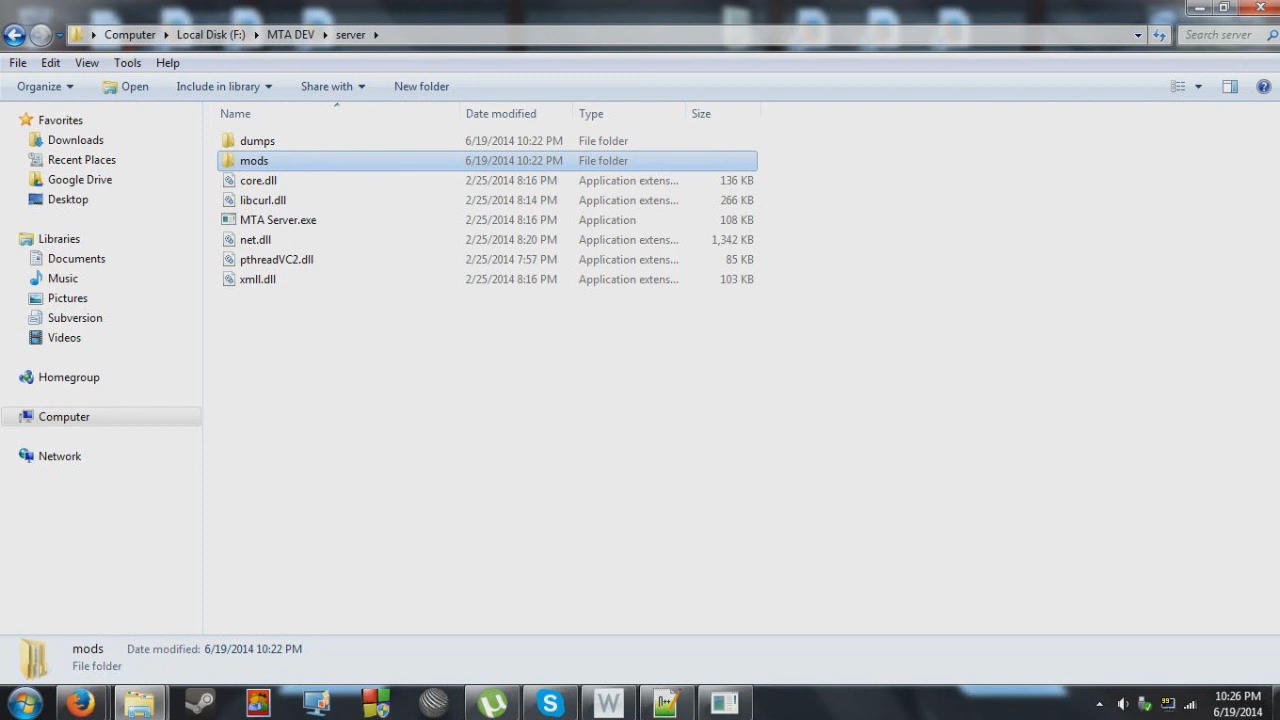 Computer Local Disk (F:) MTA DEV server
Search server
File Edit View Tools Help
Organize Open Include in library Share with New folder
Name Date modified Type Size
Favorites
Downloads
Recent Places
Google Drive
Desktop
Libraries
Documents
Music
Pictures
Subversion
Videos
Homegroup
Computer
Network
dumps 6/19/2014 10:22 PM File folder
mods 6/19/2014 10:22 PM File folder
core.dll 2/25/2014 8:16 PM Application extens... 136 KB
libcurl.dll 2/25/2014 8:14 PM Application extens... 266 KB
MTA Server.exe 2/25/2014 8:16 PM Application 108 KB
net.dll 2/25/2014 8:20 PM Application extens... 1,342 KB
pthreadVC2.dll 2/25/2014 7:57 PM Application extens... 85 KB
xmll.dll 2/25/2014 8:16 PM Application extens... 103 KB
mods Date modified: 6/19/2014 10:22 PM
File folder
10:26 PM
6/19/2014